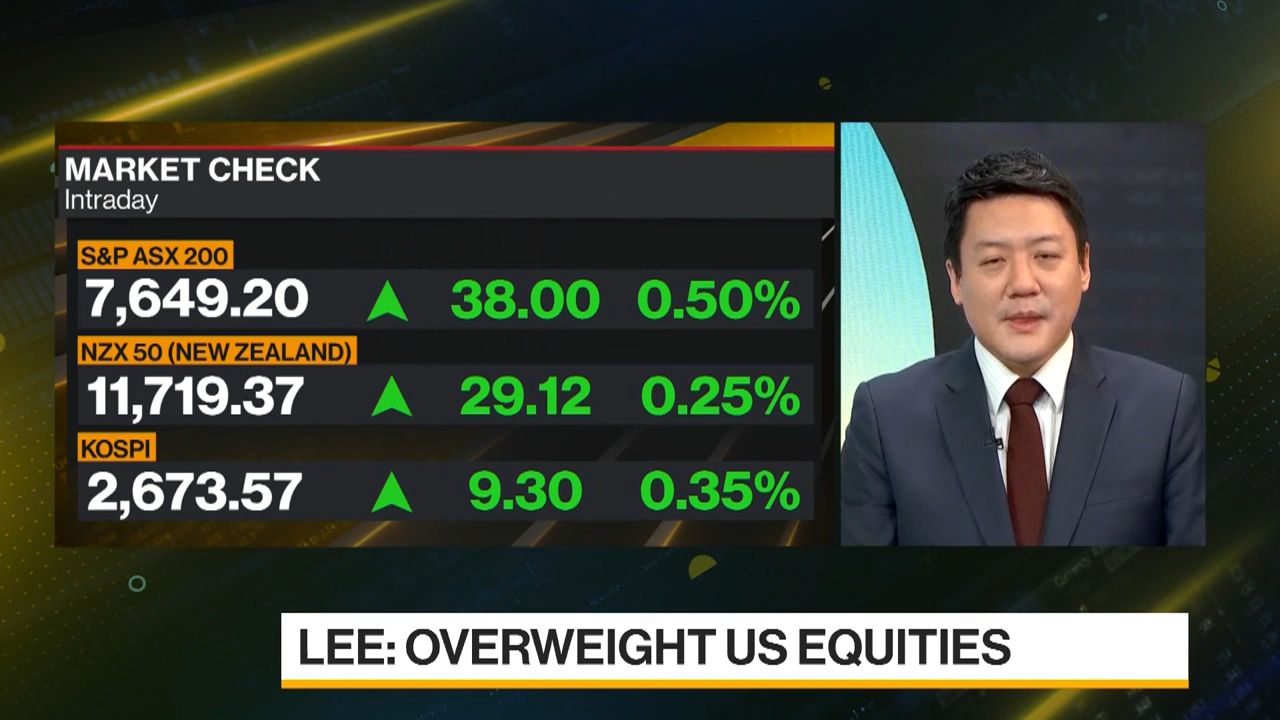 MARKET CHECK
Intraday
S&P ASX 200
7,649.20 ▲ 38.00 0.50%
NZX 50 (NEW ZEALAND)
11,719.37 ▲ 29.12 0.25%
KOSPI
2,673.57 ▲ 9.30 0.35%
LEE: OVERWEIGHT US EQUITIES